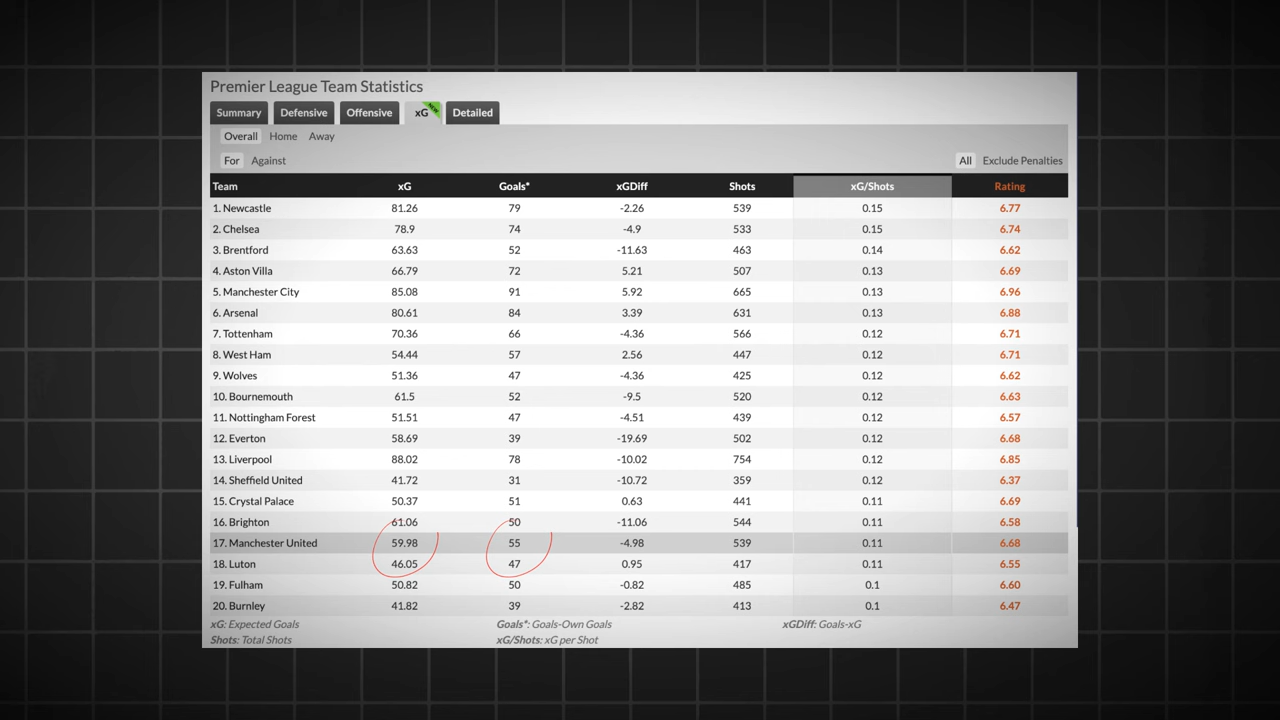 Premier League Team Statistics
Summary Defensive Offensive xG NEW Detailed
Overall Home Away
For Against All Exclude Penalties
Team xG Goals* xGDiff Shots xG/Shots Rating
1. Newcastle 81.26 79 -2.26 539 0.15 6.77
2. Chelsea 78.9 74 -4.9 533 0.15 6.74
3. Brentford 63.63 52 -11.63 463 0.14 6.62
4. Aston Villa 66.79 72 5.21 507 0.13 6.69
5. Manchester City 85.08 91 5.92 665 0.13 6.96
6. Arsenal 80.61 84 3.39 631 0.13 6.88
7. Tottenham 70.36 66 -4.36 566 0.12 6.71
8. West Ham 54.44 57 2.56 447 0.12 6.71
9. Wolves 51.36 47 -4.36 425 0.12 6.62
10. Bournemouth 61.5 52 -9.5 520 0.12 6.63
11. Nottingham Forest 51.51 47 -4.51 439 0.12 6.57
12. Everton 58.69 39 -19.69 502 0.12 6.68
13. Liverpool 88.02 78 -10.02 754 0.12 6.85
14. Sheffield United 41.72 31 -10.72 359 0.12 6.37
15. Crystal Palace 50.37 51 0.63 441 0.11 6.69
16. Brighton 61.06 50 -11.06 544 0.11 6.58
17. Manchester United 59.98 55 -4.98 539 0.11 6.68
18. Luton 46.05 47 0.95 417 0.11 6.55
19. Fulham 50.82 50 -0.82 485 0.1 6.60
20. Burnley 41.82 39 -2.82 413 0.1 6.47
xG: Expected Goals Goals*: Goals-Own Goals xGDiff: Goals-xG
Shots: Total Shots xG/Shots: xG per Shot